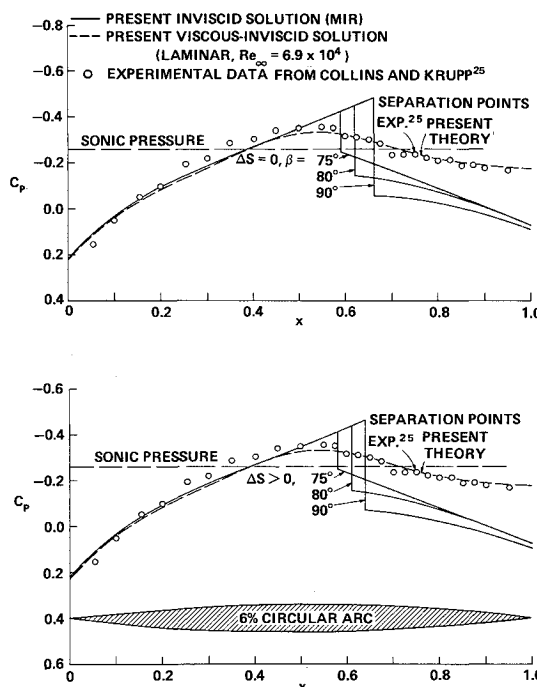 PRESENT INVISCID SOLUTION (MIR)
PRESENT VISCOUS-INVISCID SOLUTION
(LAMINAR, Re∞ = 6.9 x 10⁴)
EXPERIMENTAL DATA FROM COLLINS AND KRUPP²⁵
−0.8
−0.6
−0.4
−0.2
0.0
0.2
0.4
Cp
SEPARATION POINTS
EXP.²⁵ PRESENT
THEORY
SONIC PRESSURE
ΔS = 0, β = 75°
80°
90°
0 0.2 0.4 0.6 0.8 1.0
x
−0.6
−0.4
−0.2
0.0
0.2
0.4
0.6
Cp
SEPARATION POINTS
EXP.²⁵ PRESENT
THEORY
SONIC PRESSURE
ΔS > 0, 75°
80°
90°
6% CIRCULAR ARC
0 0.2 0.4 0.6 0.8 1.0
x